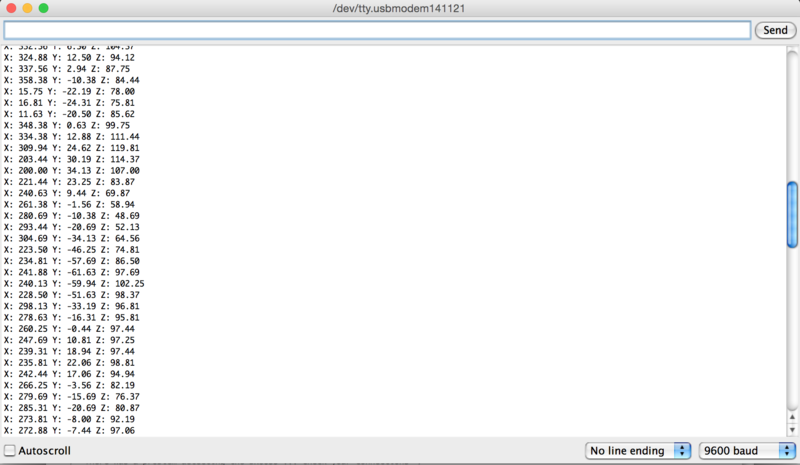 /dev/tty.usbmodem141121
Send
X: 332.56 Y: 6.50 Z: 104.37
X: 324.88 Y: 12.50 Z: 94.12
X: 337.56 Y: 2.94 Z: 87.75
X: 358.38 Y: -10.38 Z: 84.44
X: 15.75 Y: -22.19 Z: 78.00
X: 16.81 Y: -24.31 Z: 75.81
X: 11.63 Y: -20.50 Z: 85.62
X: 348.38 Y: 0.63 Z: 99.75
X: 334.38 Y: 12.88 Z: 111.44
X: 309.94 Y: 24.62 Z: 119.81
X: 203.44 Y: 30.19 Z: 114.37
X: 200.00 Y: 34.13 Z: 107.00
X: 221.44 Y: 23.25 Z: 83.87
X: 240.63 Y: 9.44 Z: 69.87
X: 261.38 Y: -1.56 Z: 58.94
X: 280.69 Y: -10.38 Z: 48.69
X: 293.44 Y: -20.69 Z: 52.13
X: 304.69 Y: -34.13 Z: 64.56
X: 223.50 Y: -46.25 Z: 74.81
X: 234.81 Y: -57.69 Z: 86.50
X: 241.88 Y: -61.63 Z: 97.69
X: 240.13 Y: -59.94 Z: 102.25
X: 228.50 Y: -51.63 Z: 98.37
X: 298.13 Y: -33.19 Z: 96.81
X: 278.63 Y: -16.31 Z: 95.81
X: 260.25 Y: -0.44 Z: 97.44
X: 247.69 Y: 10.81 Z: 97.25
X: 239.31 Y: 18.94 Z: 97.44
X: 235.81 Y: 22.06 Z: 98.81
X: 242.44 Y: 17.06 Z: 94.94
X: 266.25 Y: -3.56 Z: 82.19
X: 279.69 Y: -15.69 Z: 76.37
X: 285.31 Y: -20.69 Z: 80.87
X: 273.81 Y: -8.00 Z: 92.19
X: 272.88 Y: -7.44 Z: 97.06
Autoscroll
No line ending
9600 baud